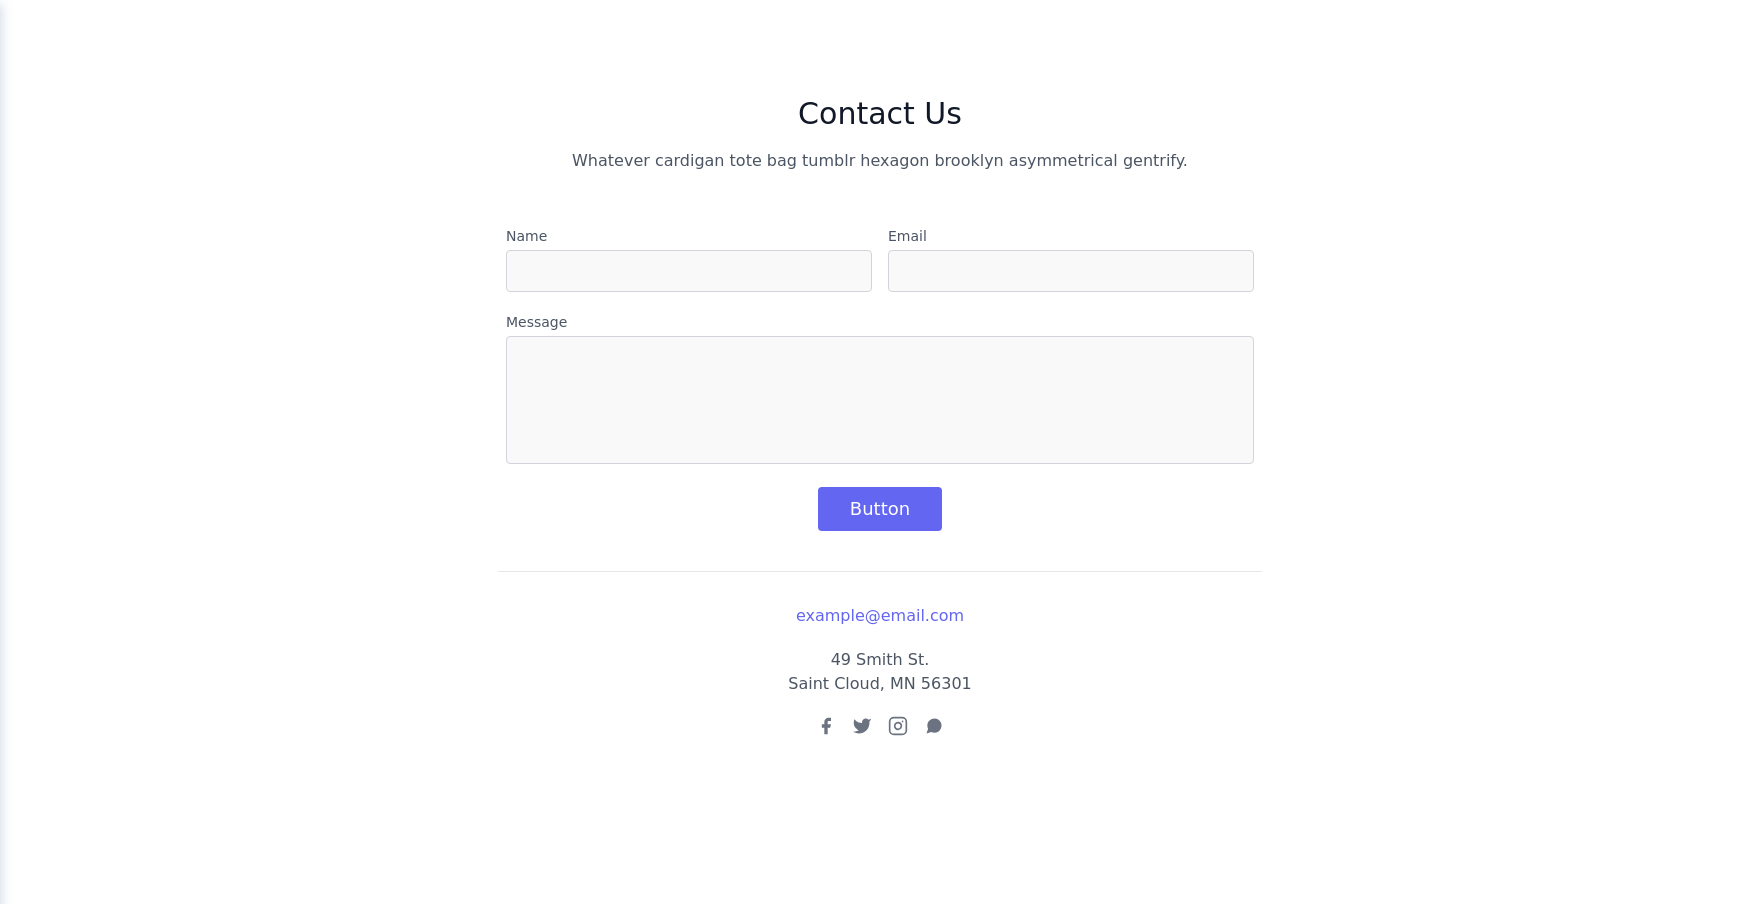 Contact Us
Whatever cardigan tote bag tumblr hexagon brooklyn asymmetrical gentrify.
Name
Email
Message
Button
example@email.com
49 Smith St.
Saint Cloud, MN 56301